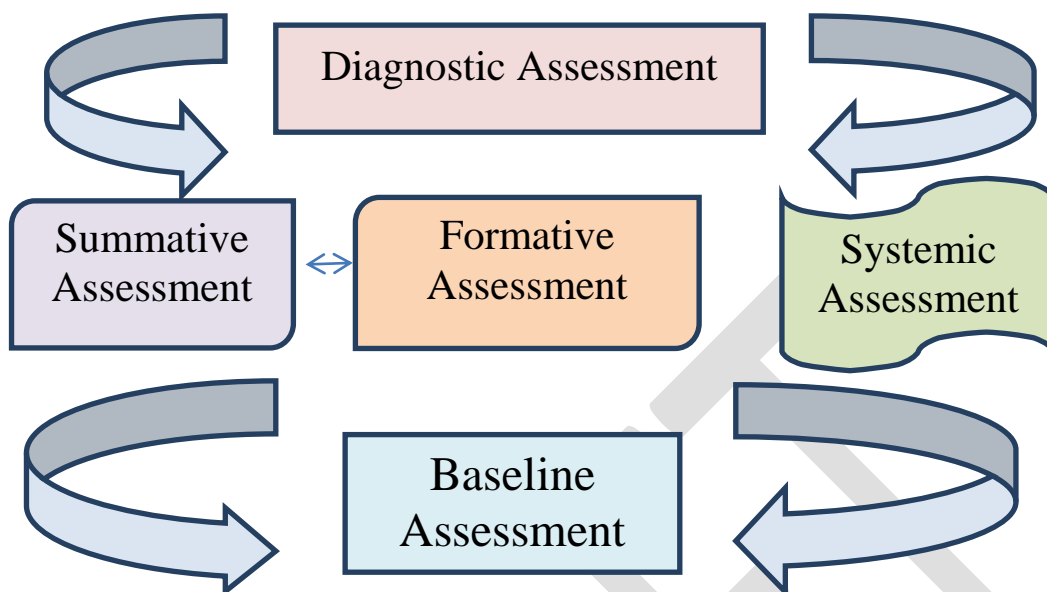 Diagnostic Assessment
Summative
Assessment
Formative
Assessment
Systemic
Assessment
Baseline
Assessment